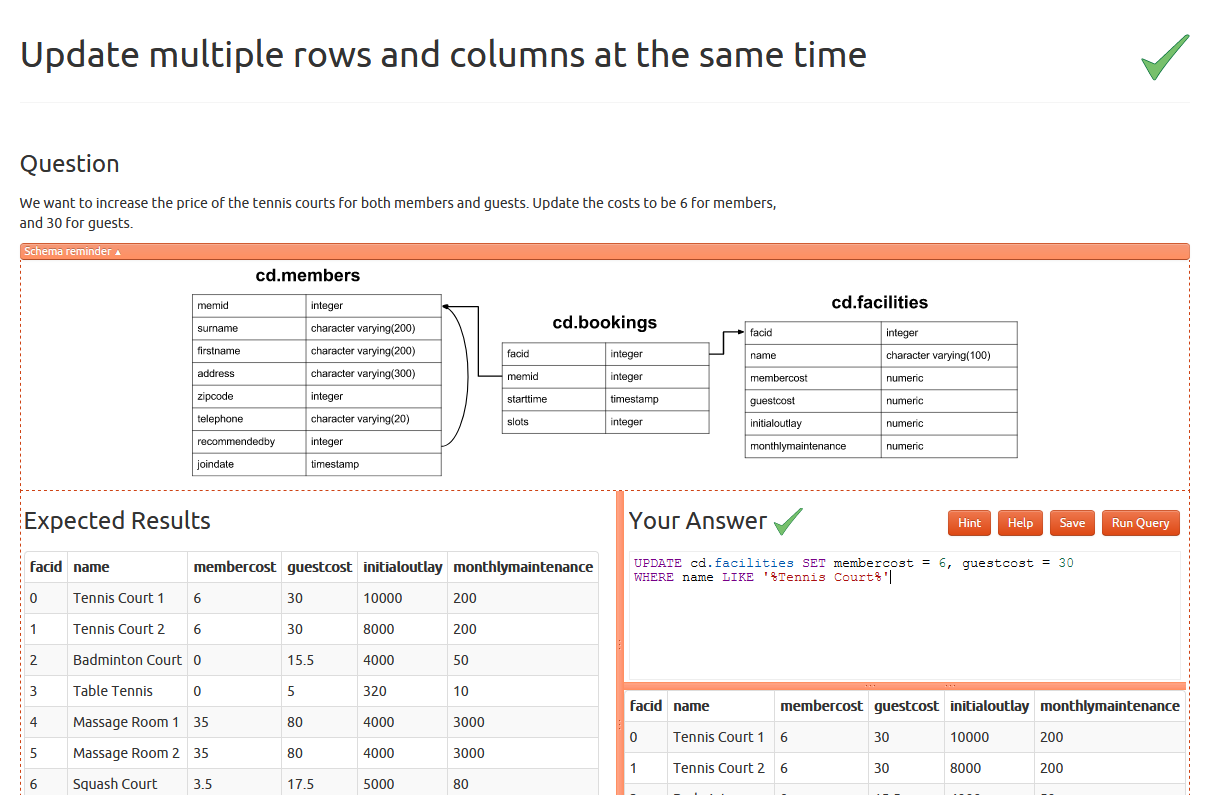 Update multiple rows and columns at the same time
Question
We want to increase the price of the tennis courts for both members and guests. Update the costs to be 6 for members,
and 30 for guests.
Schema reminder ▴
cd.members
memid integer
surname character varying(200)
firstname character varying(200)
address character varying(300)
zipcode integer
telephone character varying(20)
recommendedby integer
joindate timestamp
cd.bookings
facid integer
memid integer
starttime timestamp
slots integer
cd.facilities
facid integer
name character varying(100)
membercost numeric
guestcost numeric
initialoutlay numeric
monthlymaintenance numeric
Expected Results
facid name membercost guestcost initialoutlay monthlymaintenance
0 Tennis Court 1 6 30 10000 200
1 Tennis Court 2 6 30 8000 200
2 Badminton Court 0 15.5 4000 50
3 Table Tennis 0 5 320 10
4 Massage Room 1 35 80 4000 3000
5 Massage Room 2 35 80 4000 3000
6 Squash Court 3.5 17.5 5000 80
Your Answer
Hint Help Save Run Query
UPDATE cd.facilities SET membercost = 6, guestcost = 30
WHERE name LIKE '%Tennis Court%'
facid name membercost guestcost initialoutlay monthlymaintenance
0 Tennis Court 1 6 30 10000 200
1 Tennis Court 2 6 30 8000 200